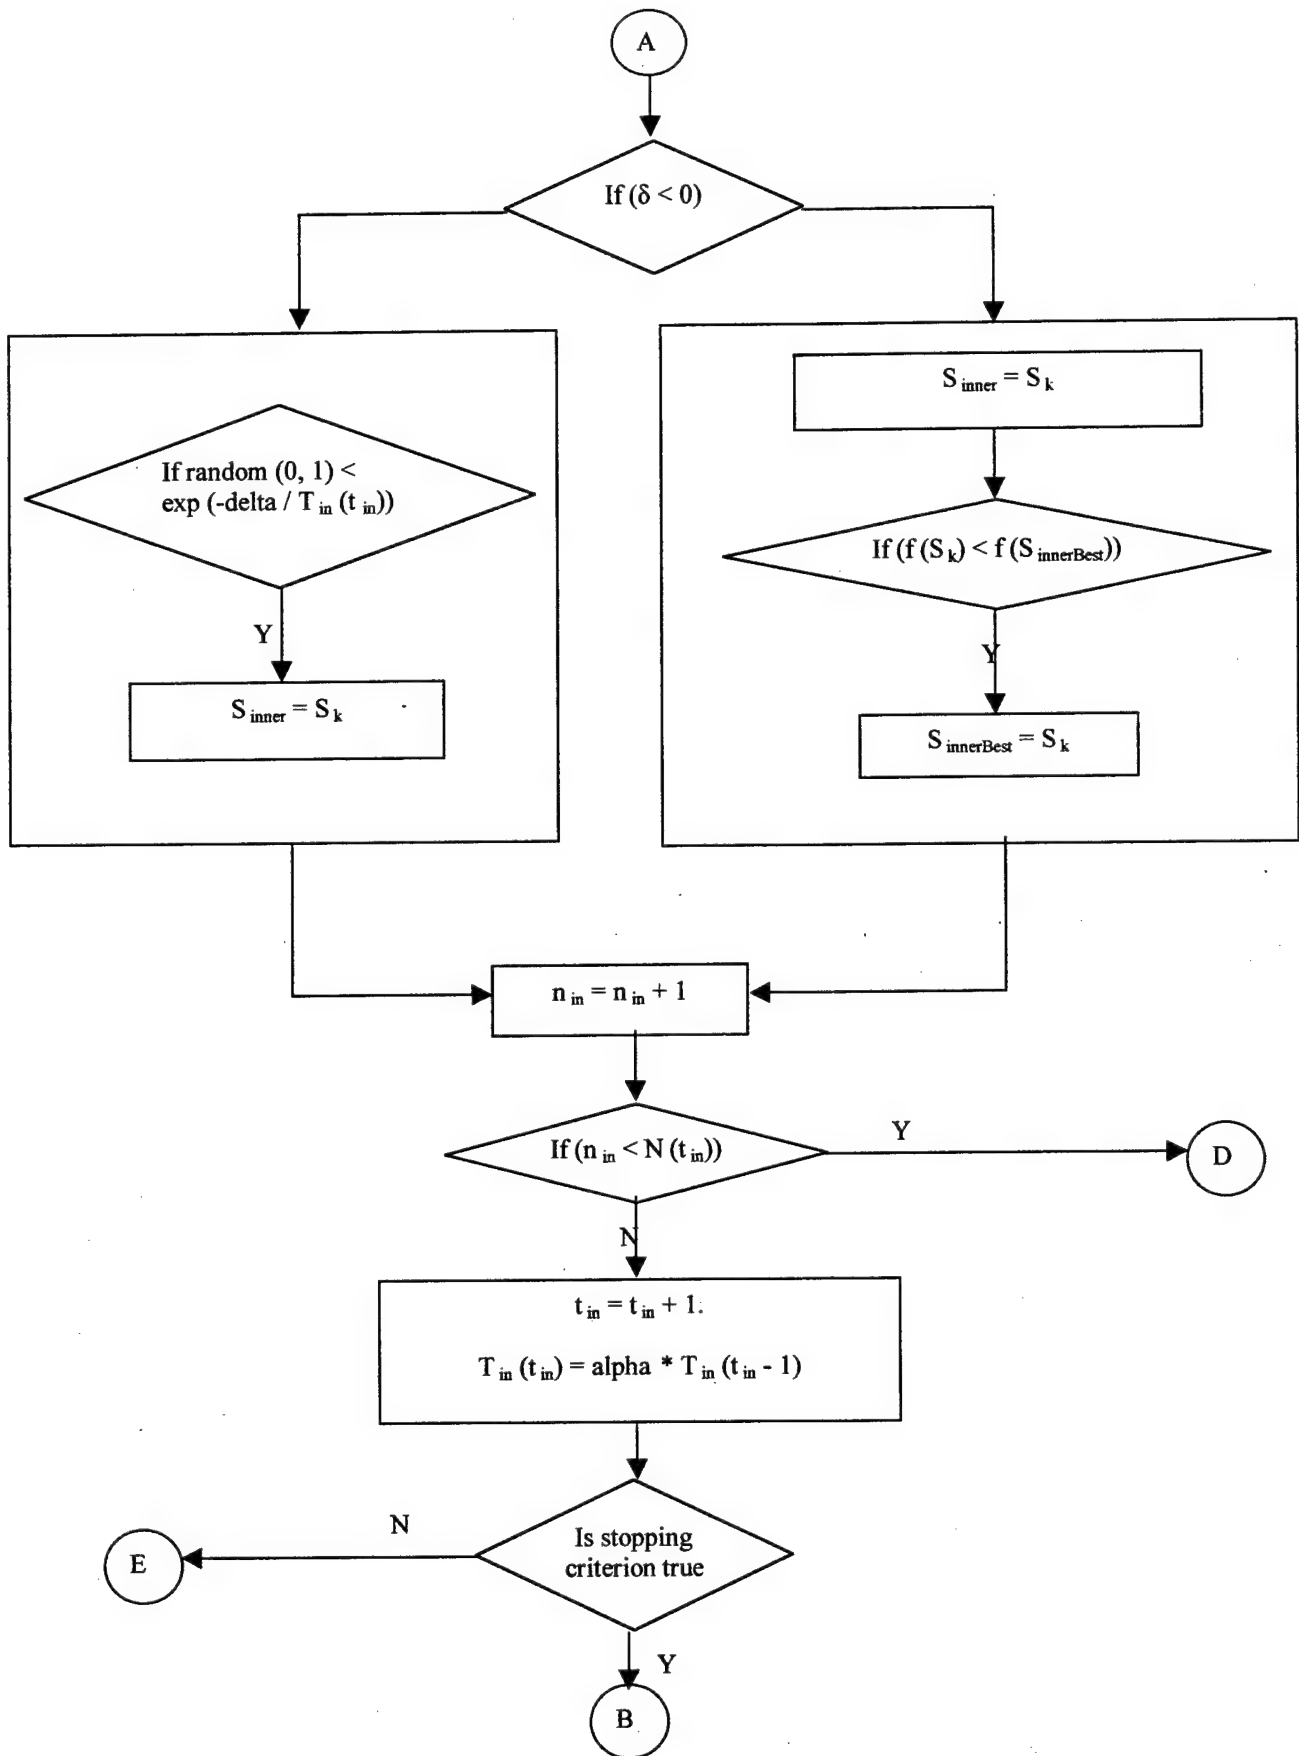 A
If (δ < 0)
If random (0, 1) <
exp (-delta / T in (t in))
Y
S inner = S k
S inner = S k
If (f (S k) < f (S innerBest))
Y
S innerBest = S k
n in = n in + 1
If (n in < N (t in))
Y
D
N
t in = t in + 1.
T in (t in) = alpha * T in (t in - 1)
Is stopping
criterion true
N
E
Y
B